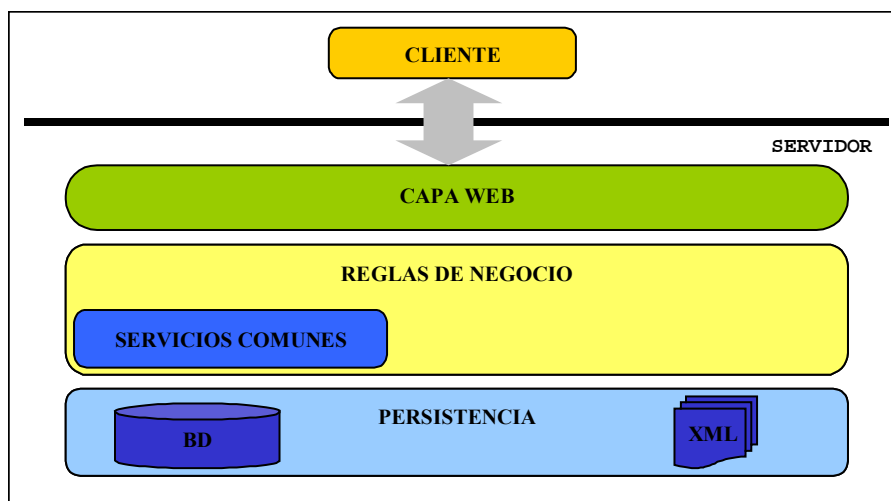 CLIENTE
SERVIDOR
CAPA WEB
REGLAS DE NEGOCIO
SERVICIOS COMUNES
PERSISTENCIA
BD
XML